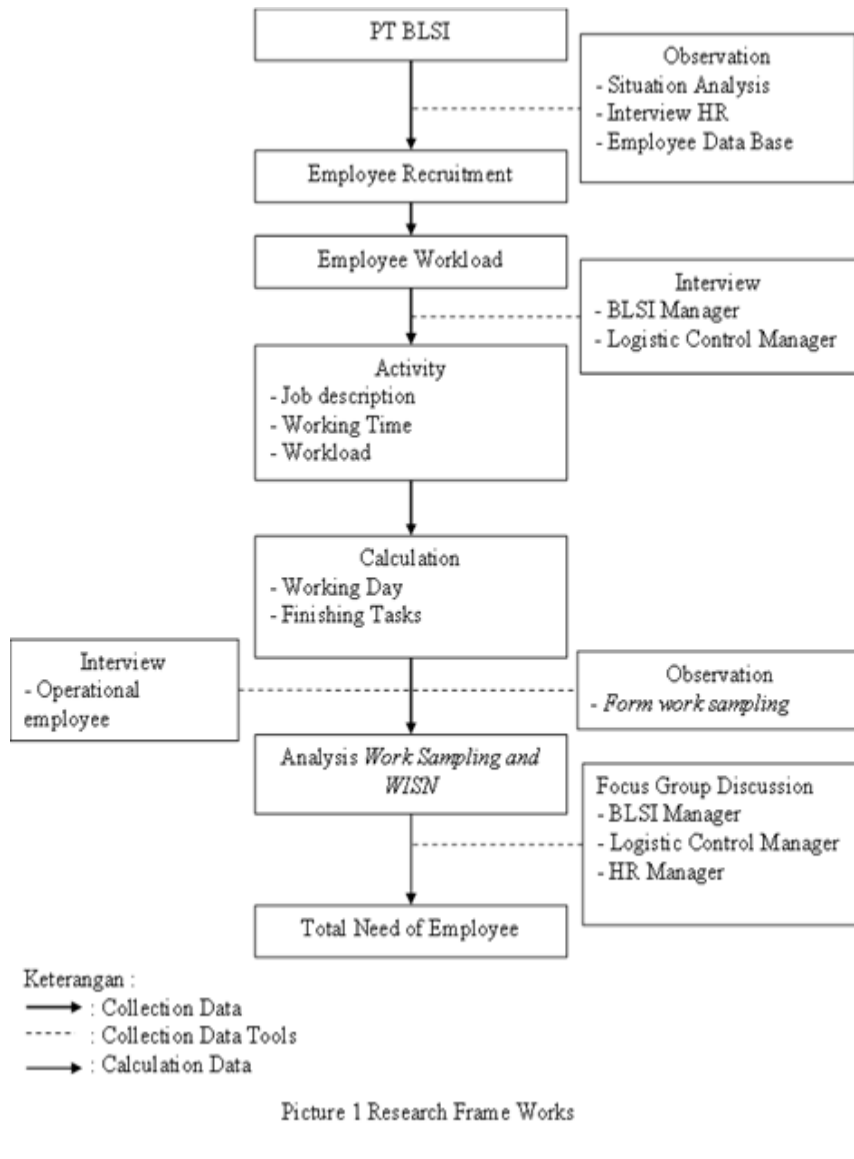 PT BLSI
Observation
- Situation Analysis
- Interview HR
- Employee Data Base
Employee Recruitment
Employee Workload
Interview
- BLSI Manager
- Logistic Control Manager
Activity
- Job description
- Working Time
- Workload
Calculation
- Working Day
- Finishing Tasks
Interview
- Operational
employee
Observation
- Form work sampling
Analysis Work Sampling and
WISN
Focus Group Discussion
- BLSI Manager
- Logistic Control Manager
- HR Manager
Total Need of Employee
Keterangan :
: Collection Data
: Collection Data Tools
: Calculation Data
Picture 1 Research Frame Works